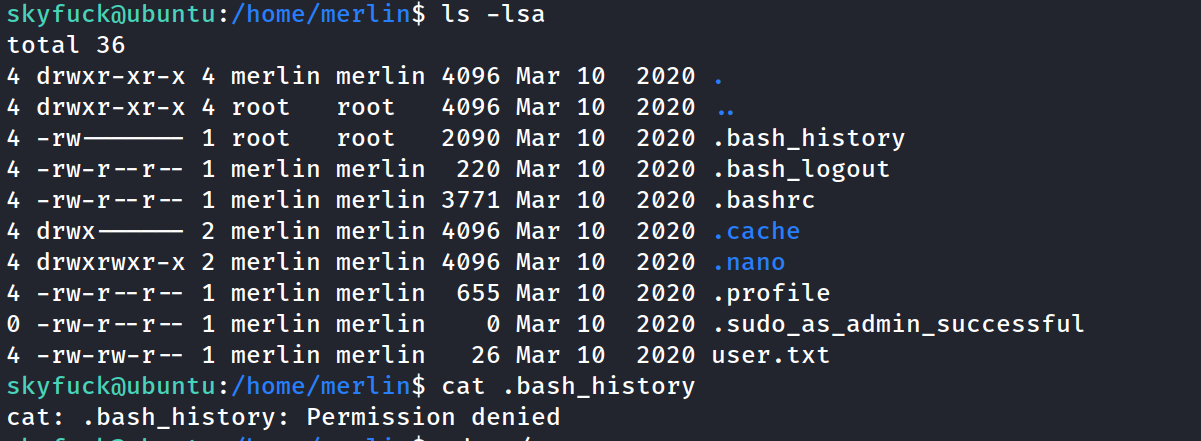 skyfuck@ubuntu:/home/merlin$ ls -lsa
total 36
4 drwxr-xr-x 4 merlin merlin 4096 Mar 10  2020 .
4 drwxr-xr-x 4 root   root   4096 Mar 10  2020 ..
4 -rw------- 1 root   root   2090 Mar 10  2020 .bash_history
4 -rw-r--r-- 1 merlin merlin  220 Mar 10  2020 .bash_logout
4 -rw-r--r-- 1 merlin merlin 3771 Mar 10  2020 .bashrc
4 drwx------ 2 merlin merlin 4096 Mar 10  2020 .cache
4 drwxrwxr-x 2 merlin merlin 4096 Mar 10  2020 .nano
4 -rw-r--r-- 1 merlin merlin  655 Mar 10  2020 .profile
0 -rw-r--r-- 1 merlin merlin    0 Mar 10  2020 .sudo_as_admin_successful
4 -rw-rw-r-- 1 merlin merlin   26 Mar 10  2020 user.txt
skyfuck@ubuntu:/home/merlin$ cat .bash_history
cat: .bash_history: Permission denied